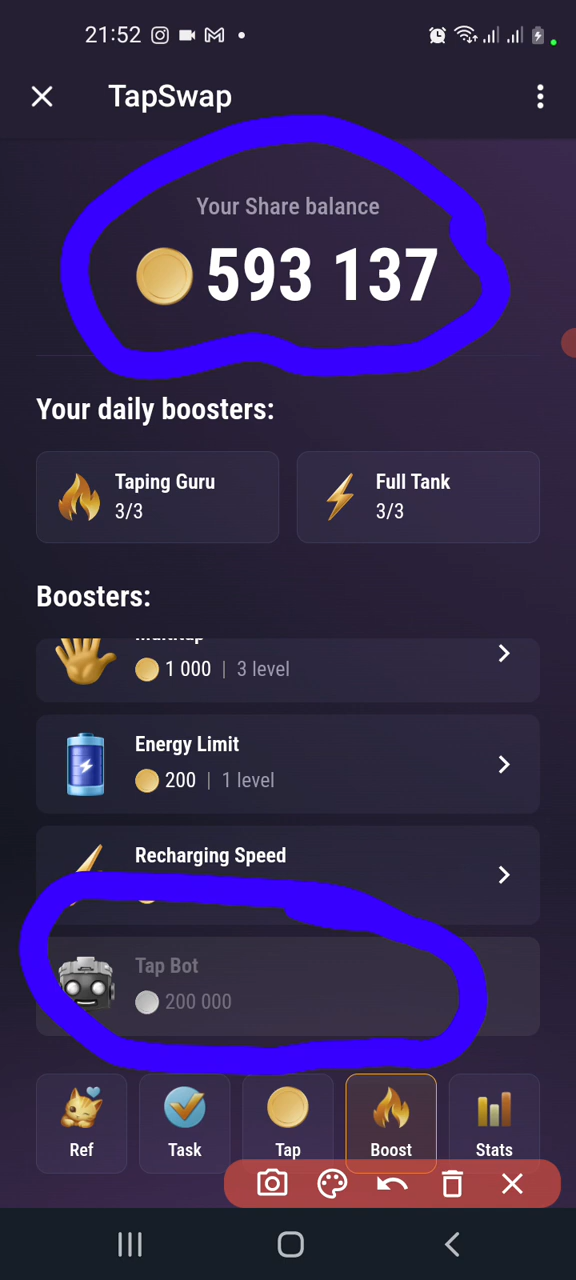 21:52
TapSwap
Your Share balance
593 137
Your daily boosters:
Taping Guru
3/3
Full Tank
3/3
Boosters:
1 000 | 3 level
Energy Limit
200 | 1 level
Recharging Speed
Tap Bot
200 000
Ref
Task
Tap
Boost
Stats